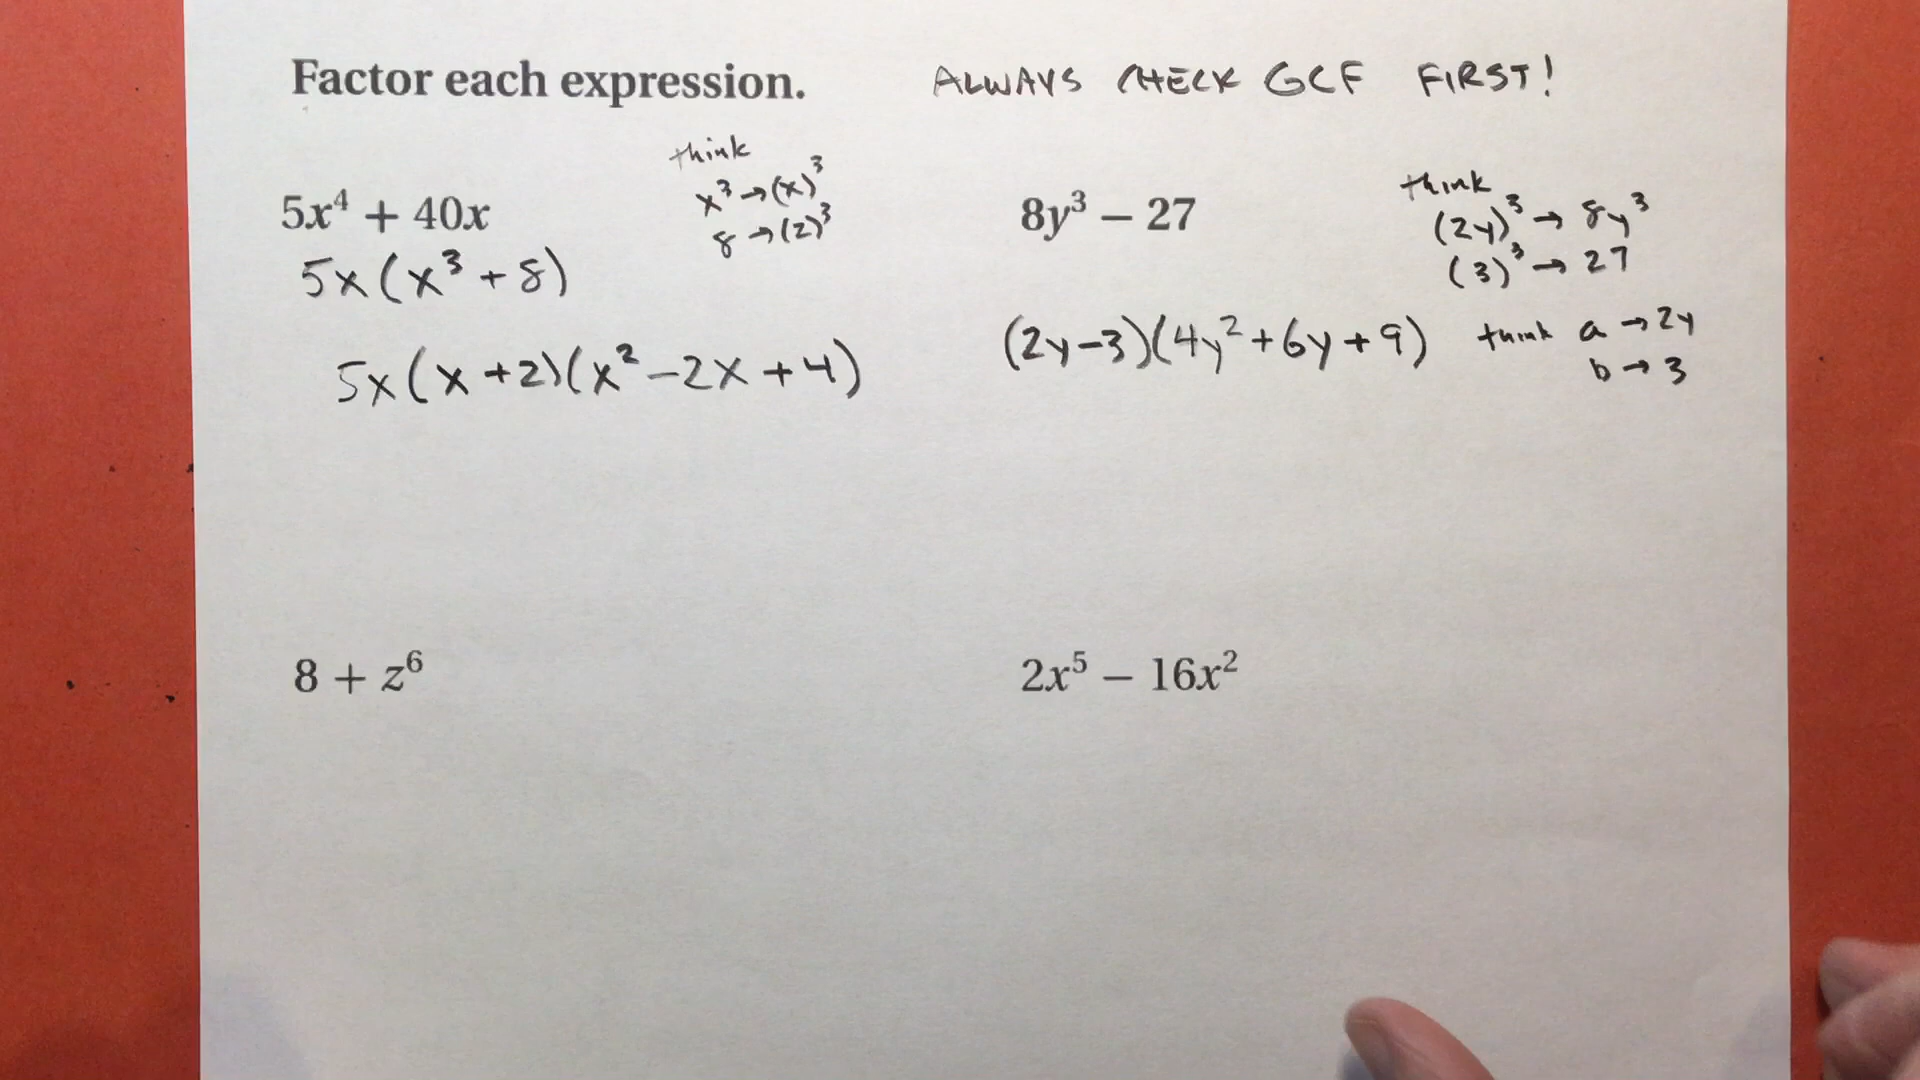 Factor each expression. ALWAYS CHECK GCF FIRST!
think
x³ → (x)³
8 → (2)³
5x⁴ + 40x
5x(x³ + 8)
5x(x + 2)(x² - 2x + 4)
think
(2y)³ → 8y³
(3)³ → 27
8y³ – 27
(2y-3)(4y² + 6y + 9) think a → 2y
b → 3
8 + z⁶
2x⁵ – 16x²